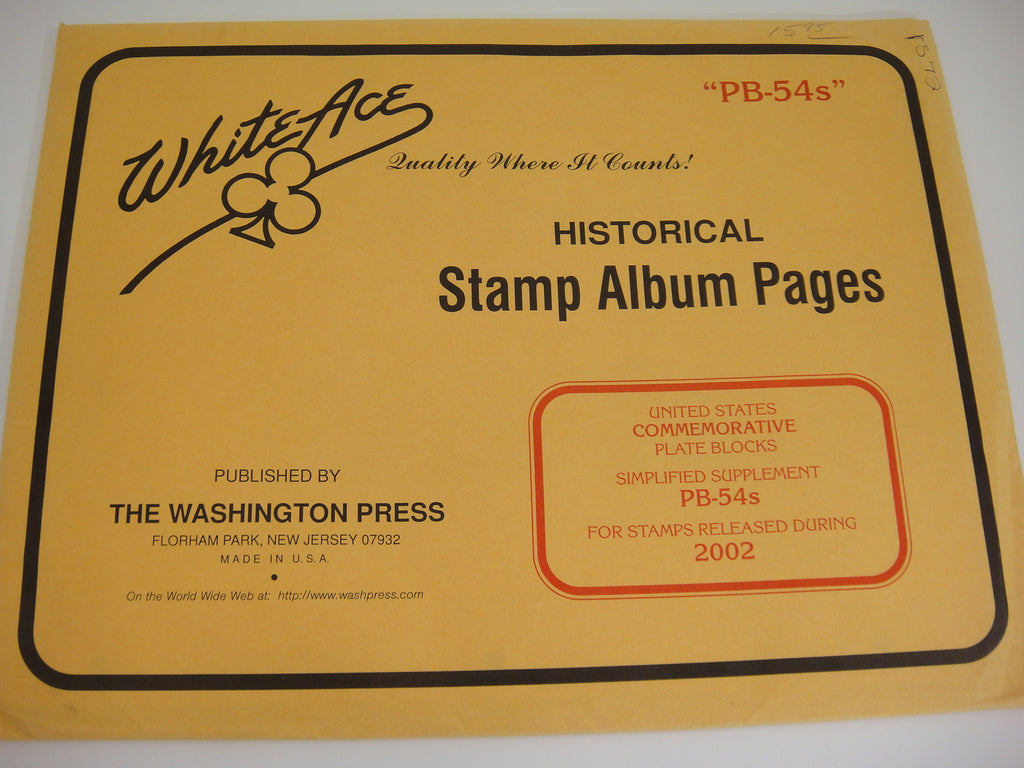 1595
"PB-54s"
WhiteAce
Quality Where It Counts!
HISTORICAL
Stamp Album Pages
UNITED STATES
COMMEMORATIVE
PLATE BLOCKS
SIMPLIFIED SUPPLEMENT
PB-54s
FOR STAMPS RELEASED DURING
2002
PUBLISHED BY
THE WASHINGTON PRESS
FLORHAM PARK, NEW JERSEY 07932
MADE IN U.S.A.
On the World Wide Web at: http://www.washpress.com